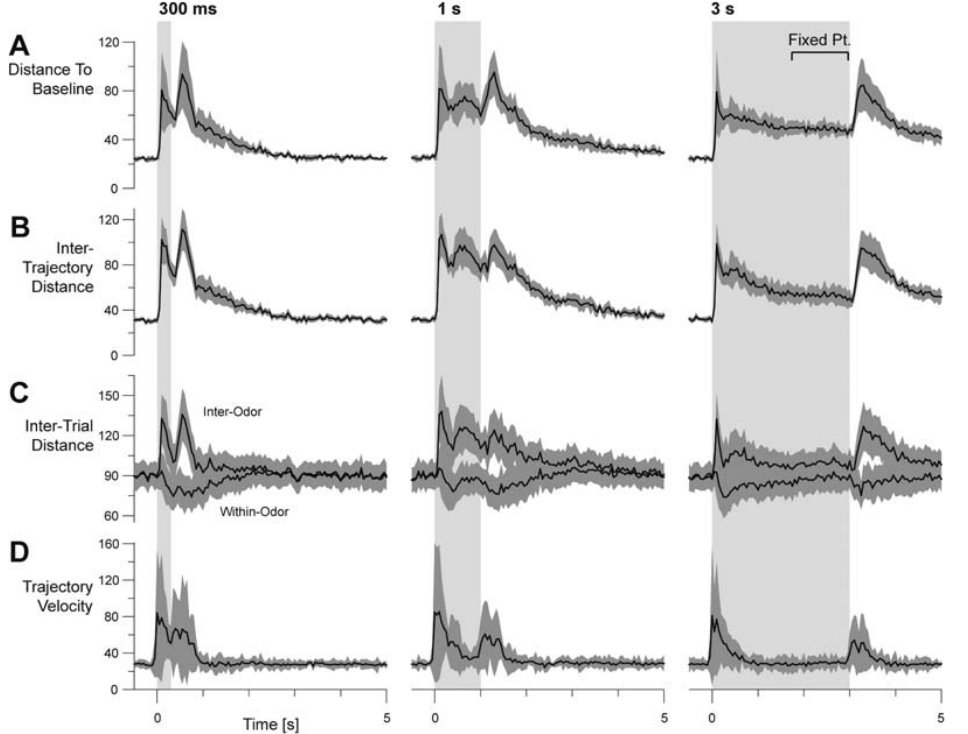 300 ms 1 s 3 s
A
Distance To
Baseline
120
80
40
0
Fixed Pt.
B
Inter-
Trajectory
Distance
120
80
40
0
C
Inter-Trial
Distance
150
120
90
60
Inter-Odor
Within-Odor
D
Trajectory
Velocity
160
120
80
40
0
0 5 0 5 0 5
Time [s]